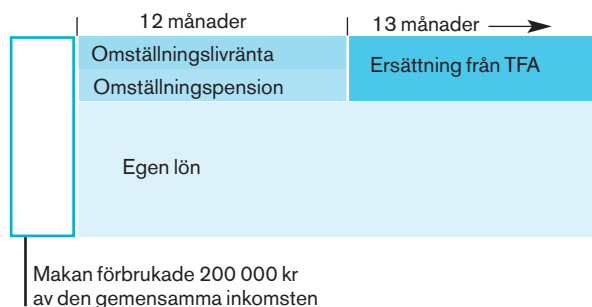 12 månader
13 månader
Omställningslivränta
Ersättning från TFA
Omställningspension
Egen lön
Makan förbrukade 200 000 kr
av den gemensamma inkomsten